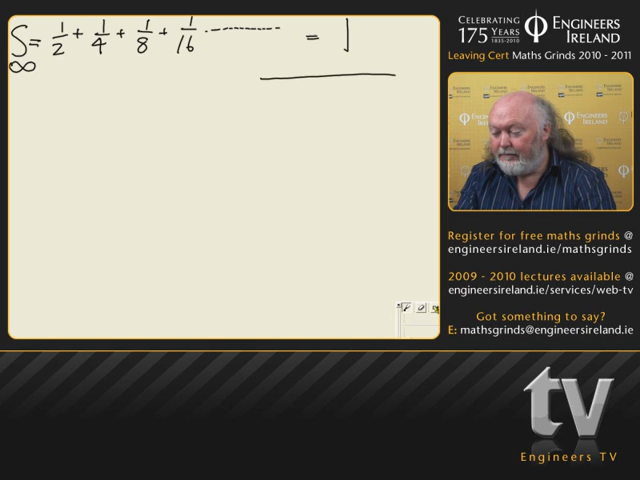 S∞ = 1/2 + 1/4 + 1/8 + 1/16 ----------- = 1
CELEBRATING
175 YEARS
1835-2010
ENGINEERS
IRELAND
Leaving Cert Maths Grinds 2010 - 2011
Register for free maths grinds @
engineersireland.ie/mathsgrinds
2009 - 2010 lectures available @
engineersireland.ie/services/web-tv
Got something to say?
E: mathsgrinds@engineersireland.ie
tv
Engineers TV